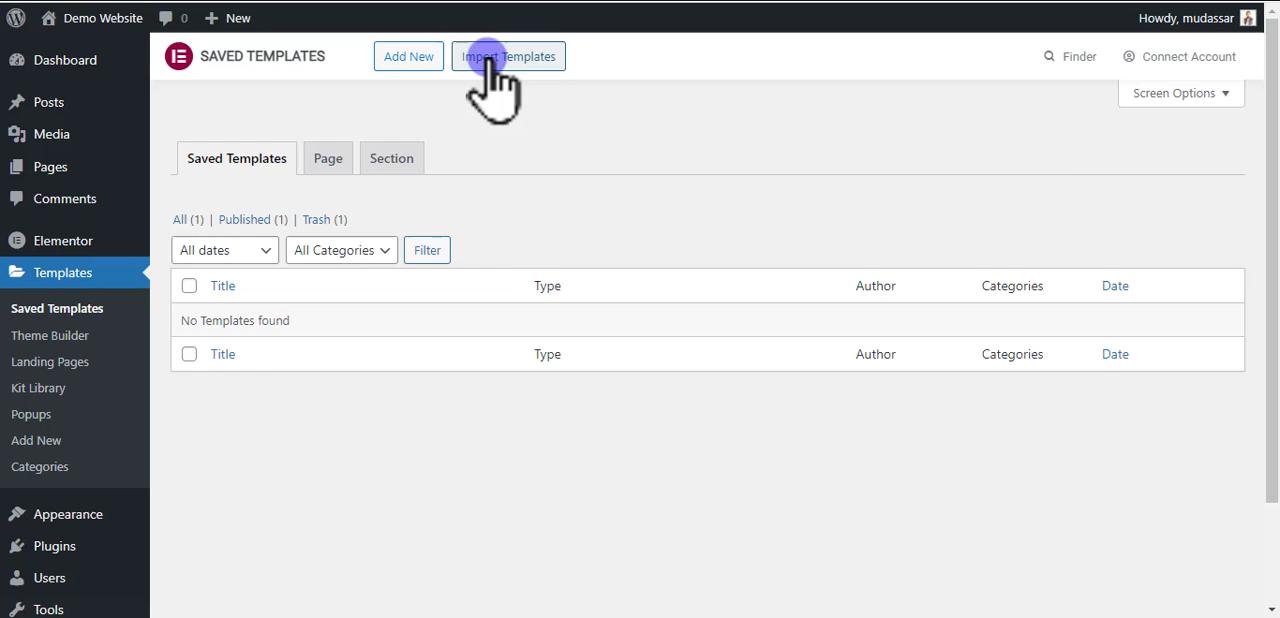 Demo Website
0
New
Howdy, mudassar
Dashboard
Posts
Media
Pages
Comments
Elementor
Templates
Saved Templates
Theme Builder
Landing Pages
Kit Library
Popups
Add New
Categories
Appearance
Plugins
Users
Tools
SAVED TEMPLATES
Add New
Import Templates
Finder
Connect Account
Screen Options
Saved Templates
Page
Section
All (1) | Published (1) | Trash (1)
All dates
All Categories
Filter
Title Type Author Categories Date
No Templates found
Title Type Author Categories Date